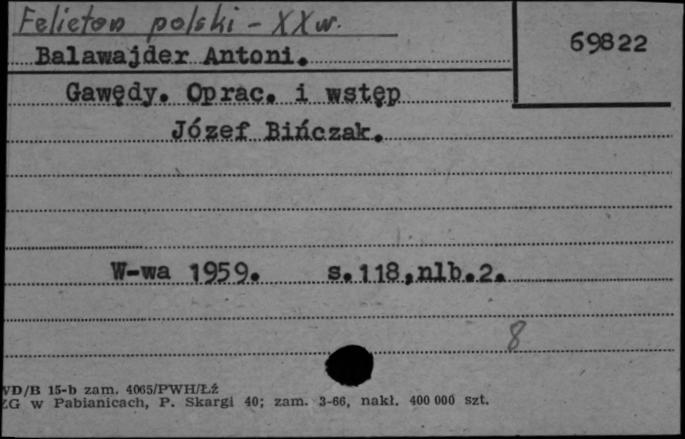 Felieton polski - XX w.
69822
Balawajder Antoni.
Gawędy. Oprac. i wstęp
Józef Bińczak.
W-wa 1959. s.118,nlb.2.
8
WD/B 15-b zam. 4065/PWH/Łź
ZG w Pabianicach, P. Skargi 40; zam. 3-66, nakł. 400 000 szt.